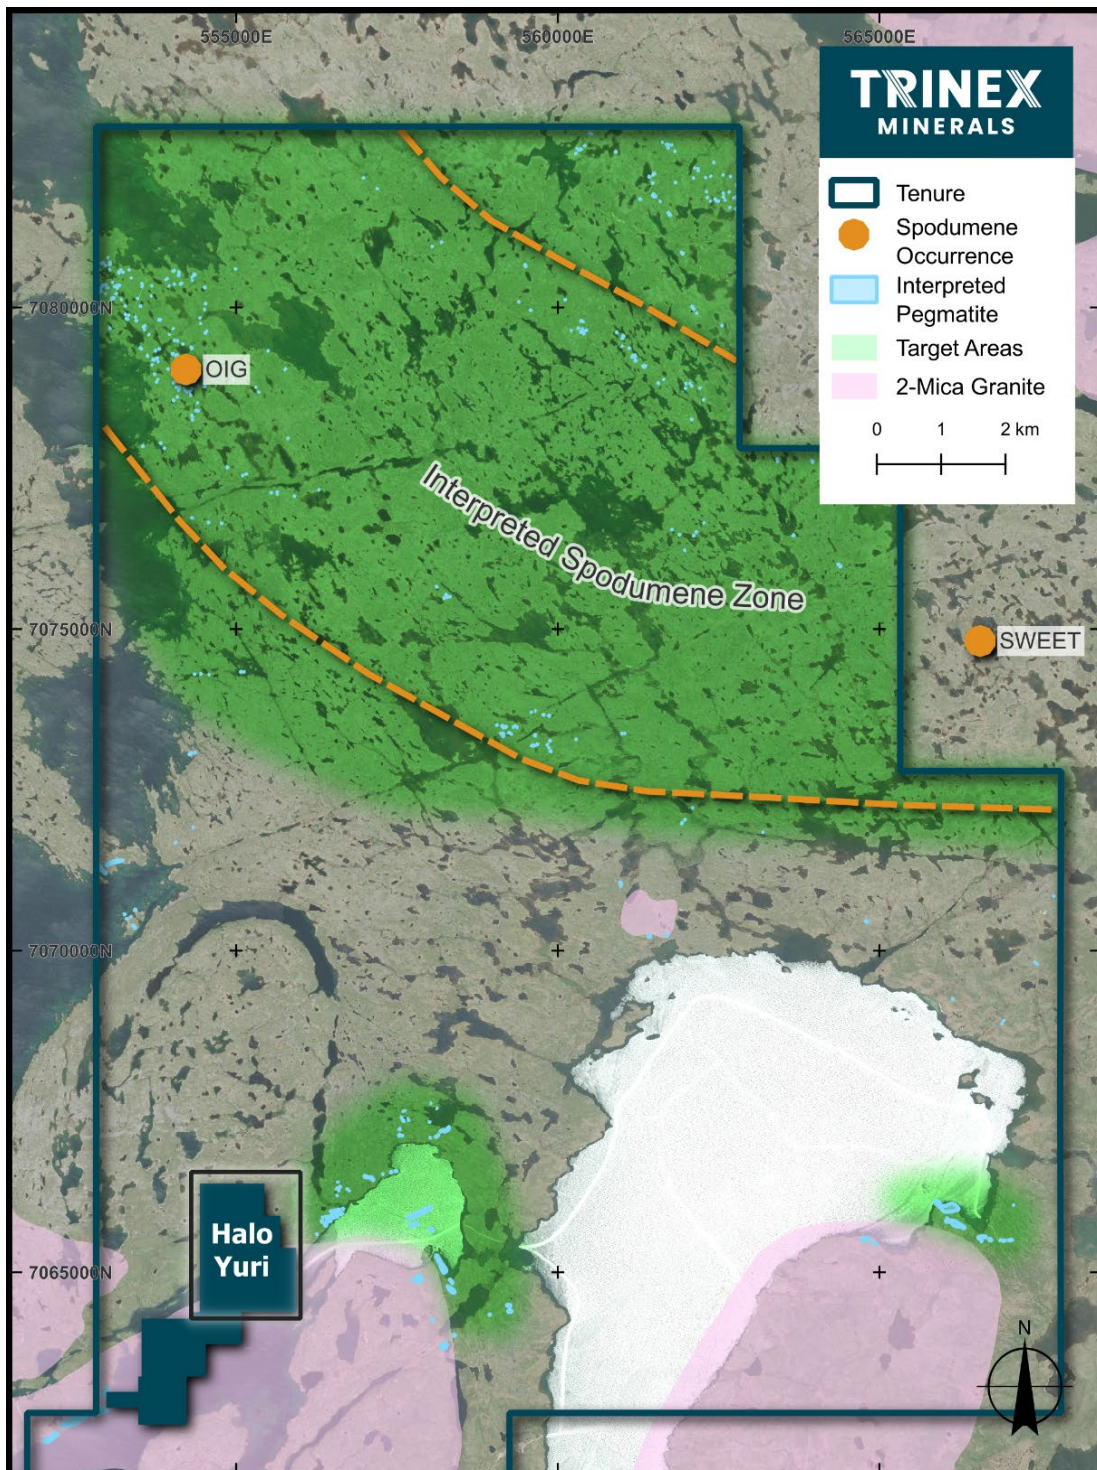 555000E
560000E
565000E
TRINEX
MINERALS
Tenure
Spodumene
Occurrence
Interpreted
Pegmatite
Target Areas
2-Mica Granite
0 1 2 km
7080000N
OIG
Interpreted Spodumene Zone
7075000N
SWEET
7070000N
Halo
Yuri
7065000N
N